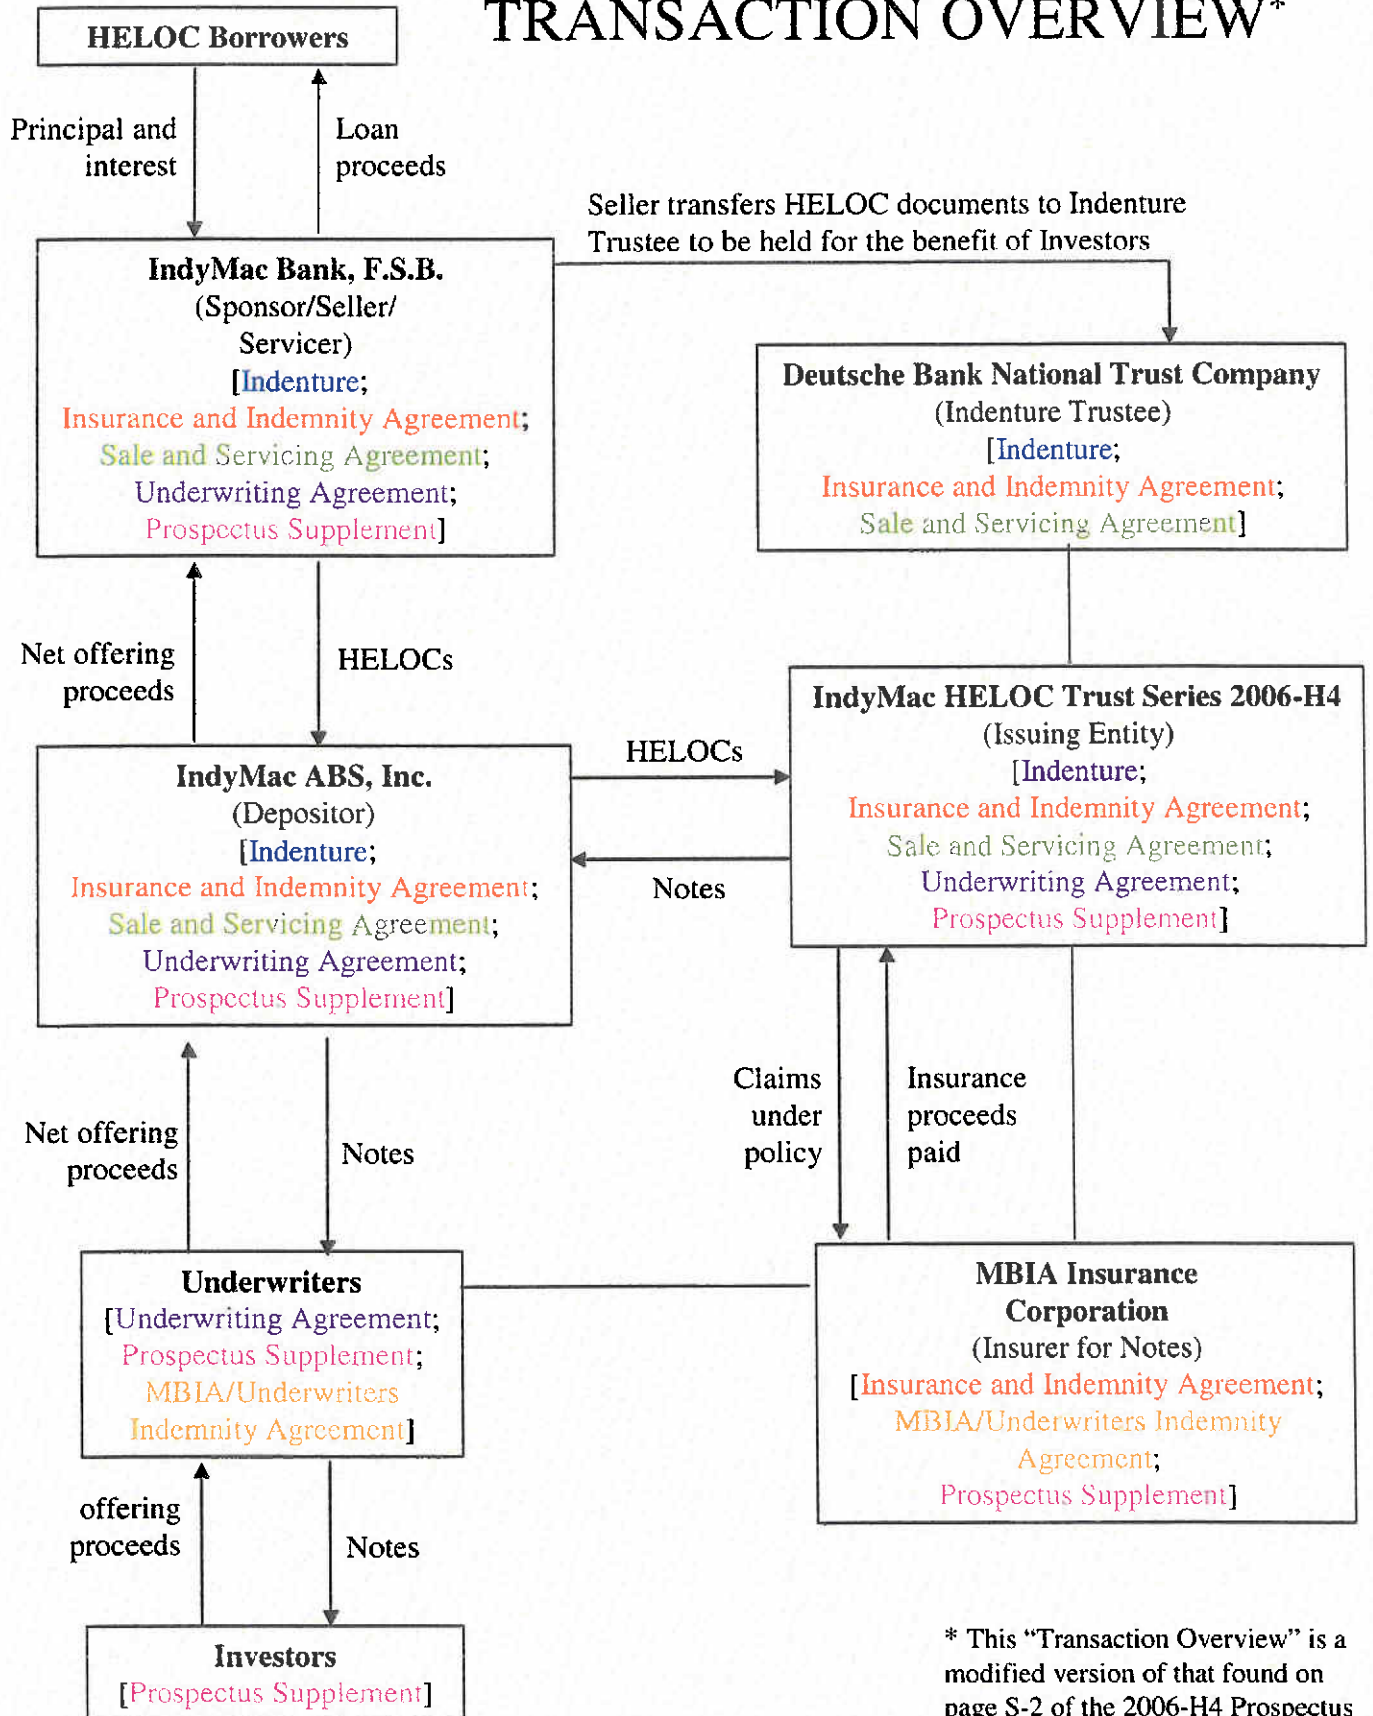 TRANSACTION OVERVIEW*
HELOC Borrowers
Principal and
interest
Loan
proceeds
Seller transfers HELOC documents to Indenture
Trustee to be held for the benefit of Investors
IndyMac Bank, F.S.B.
(Sponsor/Seller/
Servicer)
[Indenture;
Insurance and Indemnity Agreement;
Sale and Servicing Agreement;
Underwriting Agreement;
Prospectus Supplement]
Deutsche Bank National Trust Company
(Indenture Trustee)
[Indenture;
Insurance and Indemnity Agreement;
Sale and Servicing Agreement]
Net offering
proceeds
HELOCs
IndyMac HELOC Trust Series 2006-H4
(Issuing Entity)
[Indenture;
Insurance and Indemnity Agreement;
Sale and Servicing Agreement;
Underwriting Agreement;
Prospectus Supplement]
HELOCs
Notes
IndyMac ABS, Inc.
(Depositor)
[Indenture;
Insurance and Indemnity Agreement;
Sale and Servicing Agreement;
Underwriting Agreement;
Prospectus Supplement]
Claims
under
policy
Insurance
proceeds
paid
Net offering
proceeds
Notes
Underwriters
[Underwriting Agreement;
Prospectus Supplement;
MBIA/Underwriters
Indemnity Agreement]
MBIA Insurance
Corporation
(Insurer for Notes)
[Insurance and Indemnity Agreement;
MBIA/Underwriters Indemnity
Agreement;
Prospectus Supplement]
offering
proceeds
Notes
Investors
[Prospectus Supplement]
* This “Transaction Overview” is a
modified version of that found on
page S-2 of the 2006-H4 Prospectus